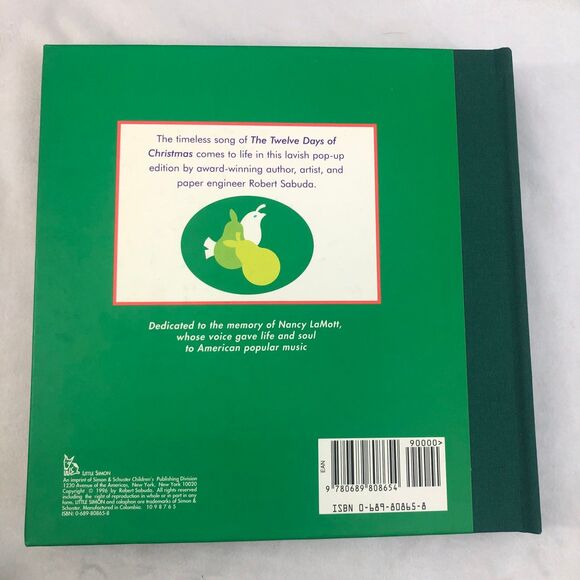 The timeless song of The Twelve Days of
Christmas comes to life in this lavish pop-up
edition by award-winning author, artist, and
paper engineer Robert Sabuda.
Dedicated to the memory of Nancy LaMott,
whose voice gave life and soul
to American popular music
LITTLE SIMON
An imprint of Simon & Schuster Children's Publishing Division
1230 Avenue of the Americas, New York, New York 10020
Copyright © 1996 by Robert Sabuda. All rights reserved
including the right of reproduction in whole or in part in any
form. LITTLE SIMON and colophon are trademarks of Simon &
Schuster. Manufactured in Colombia. 10 9 8 7 6 5
ISBN: 0-689-80865-8
90000>
EAN
9 780689 808654
ISBN 0-689-80865-8